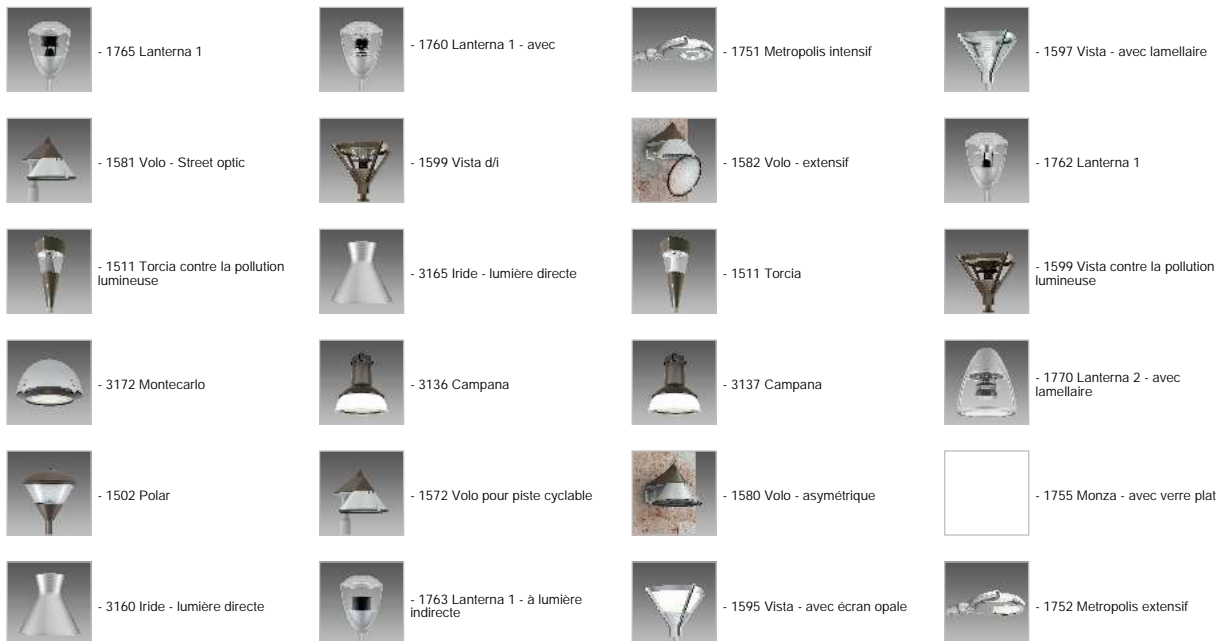 - 1765 Lanterna 1
- 1760 Lanterna 1 - avec
- 1751 Metropolis intensif
- 1597 Vista - avec lamellaire
- 1581 Volo - Street optic
- 1599 Vista d/i
- 1582 Volo - extensif
- 1762 Lanterna 1
- 1511 Torcia contre la pollution
lumineuse
- 3165 Iride - lumière directe
- 1511 Torcia
- 1599 Vista contre la pollution
lumineuse
- 3172 Montecarlo
- 3136 Campana
- 3137 Campana
- 1770 Lanterna 2 - avec
lamellaire
- 1502 Polar
- 1572 Volo pour piste cyclable
- 1580 Volo - asymétrique
- 1755 Monza - avec verre plat
- 3160 Iride - lumière directe
- 1763 Lanterna 1 - à lumière
indirecte
- 1595 Vista - avec écran opale
- 1752 Metropolis extensif